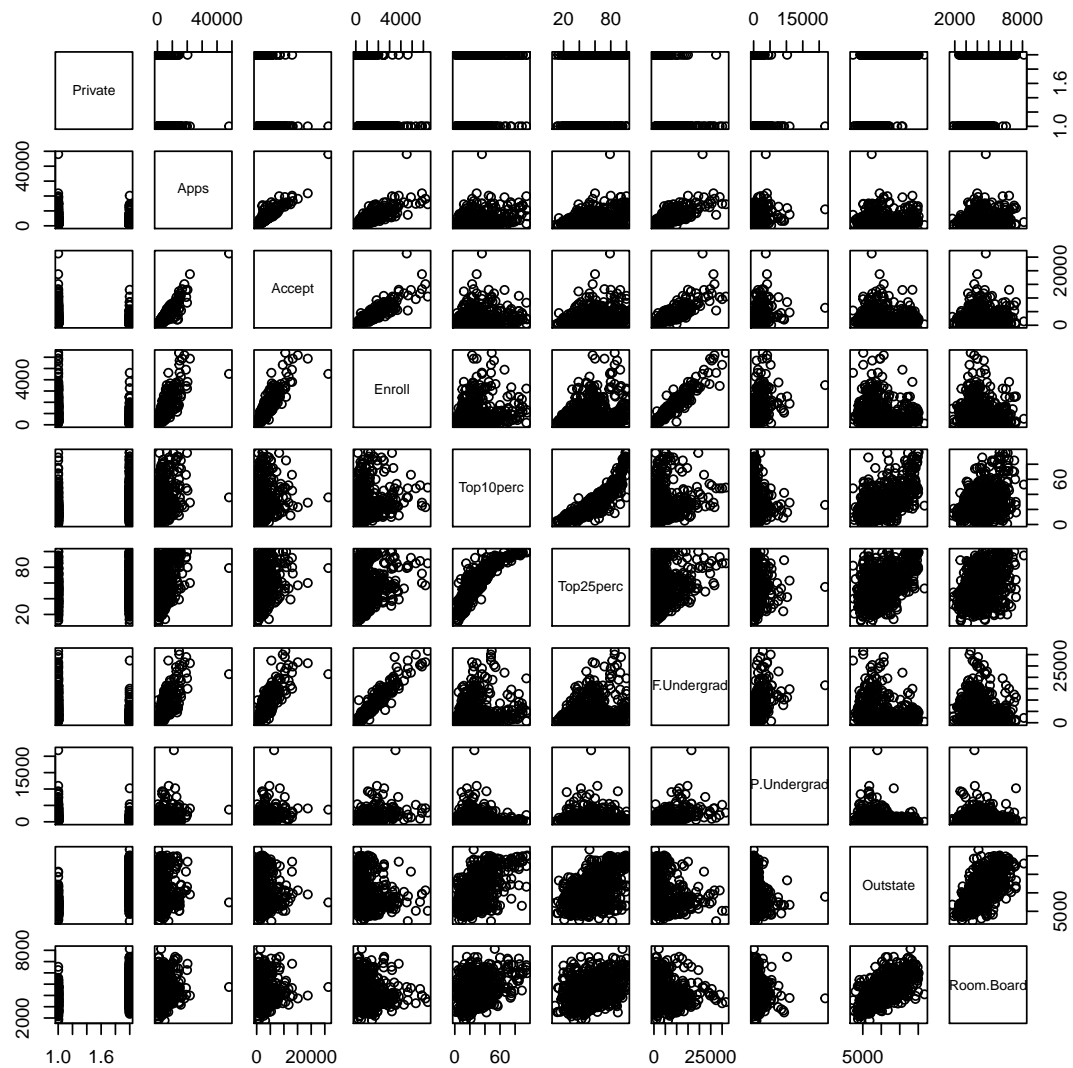 0 40000 0 4000 20 80 0 15000 2000 8000
Private
1.0 1.6
0 40000
Apps
Accept
0 20000
0 4000
Enroll
Top10perc
0 60
20 80
Top25perc
F.Undergrad
0 25000
0 15000
P.Undergrad
Outstate
5000
2000 8000
Room.Board
1.0 1.6 0 20000 0 60 0 25000 5000